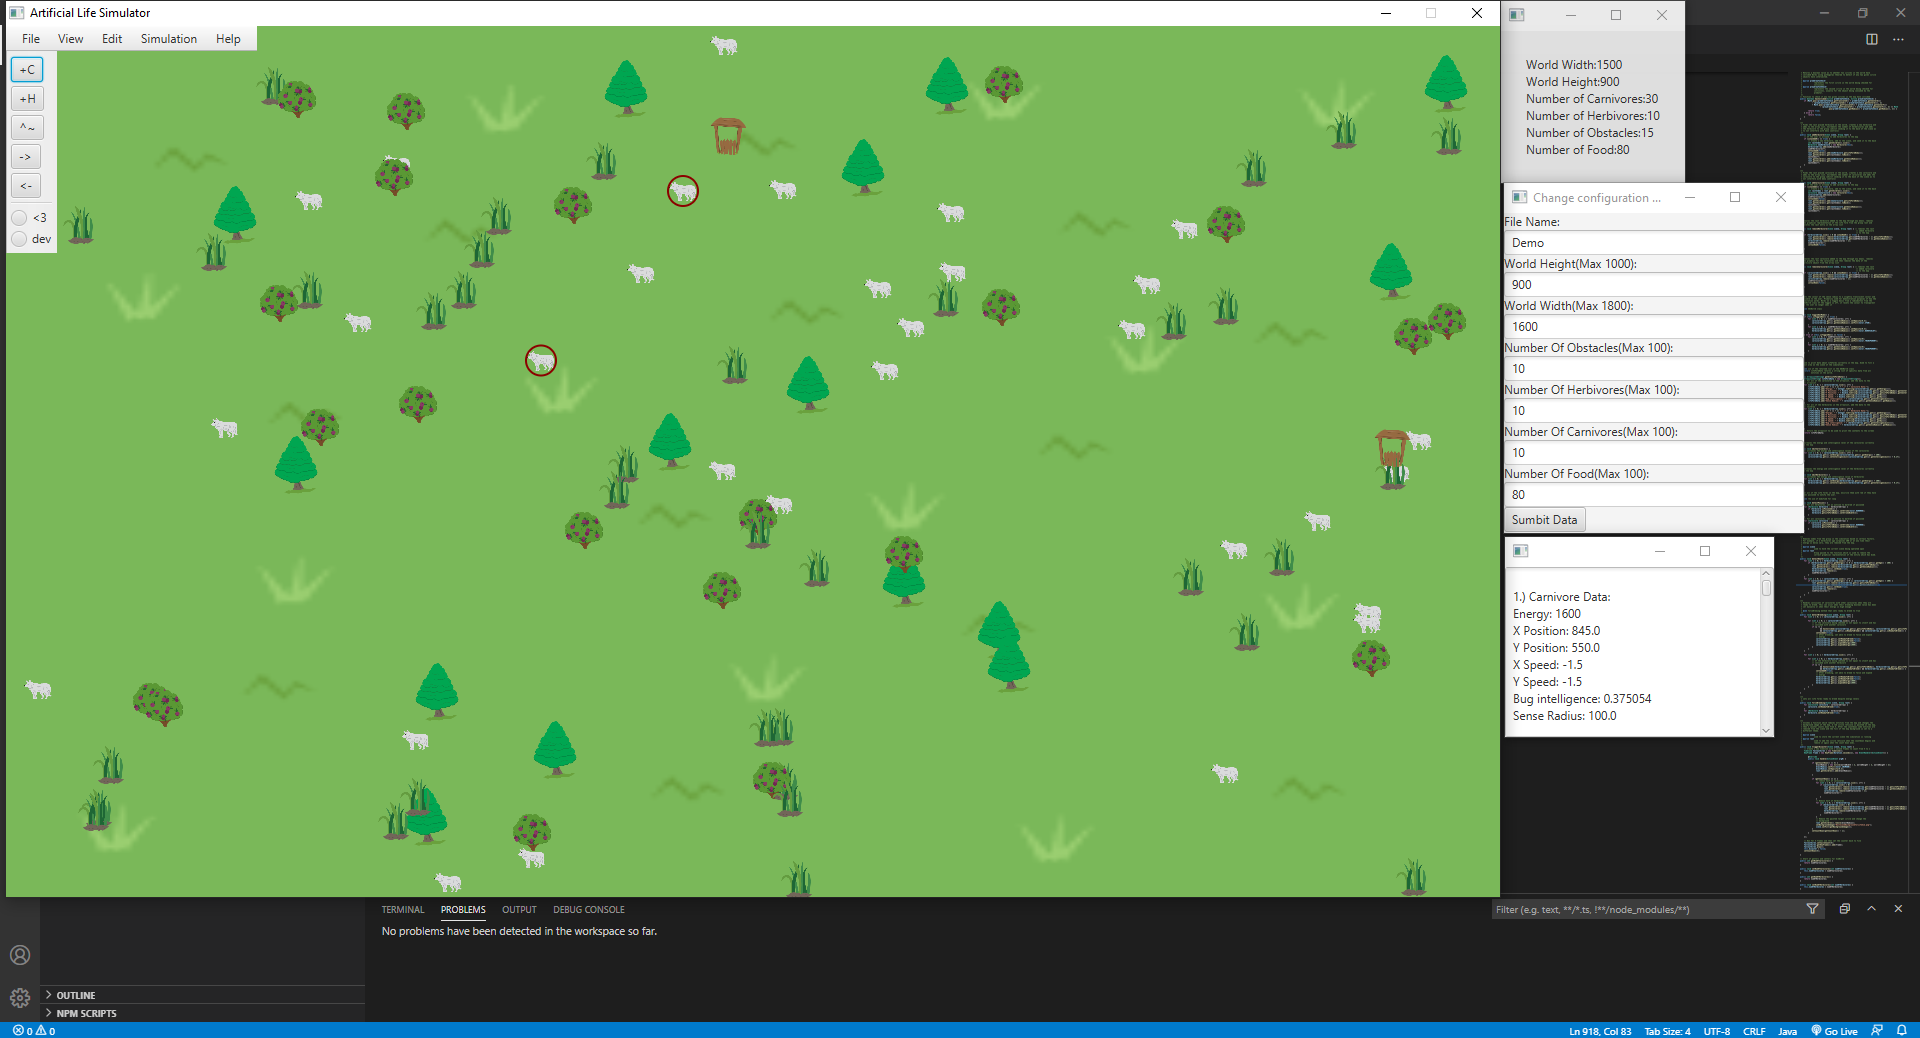 Artificial Life Simulator
File View Edit Simulation Help
+C
+H
^ ~
->
<-
<3
dev
World Width:1500
World Height:900
Number of Carnivores:30
Number of Herbivores:10
Number of Obstacles:15
Number of Food:80
Change configuration ...
File Name:
Demo
World Height(Max 1000):
900
World Width(Max 1800):
1600
Number Of Obstacles(Max 100):
10
Number Of Herbivores(Max 100):
10
Number Of Carnivores(Max 100):
10
Number Of Food(Max 100):
80
Sumbit Data
1.) Carnivore Data:
Energy: 1600
X Position: 845.0
Y Position: 550.0
X Speed: -1.5
Y Speed: -1.5
Bug intelligence: 0.375054
Sense Radius: 100.0
TERMINAL PROBLEMS OUTPUT DEBUG CONSOLE
Filter (e.g. text, **/*.ts, !**/node_modules/**)
No problems have been detected in the workspace so far.
OUTLINE
NPM SCRIPTS
0 0
Ln 918, Col 83 Tab Size: 4 UTF-8 CRLF Java Go Live